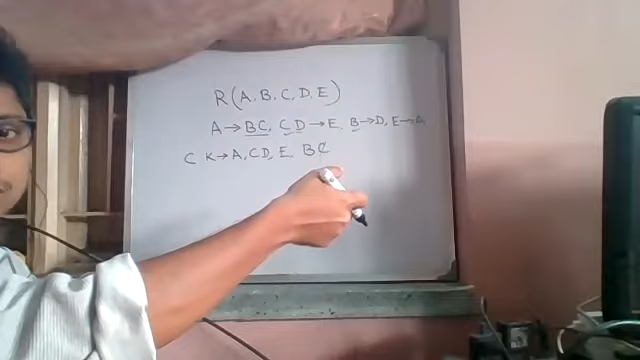 R(A, B, C, D, E)
A→BC, CD→E, B→D, E→A,
C K→A, CD, E, BC